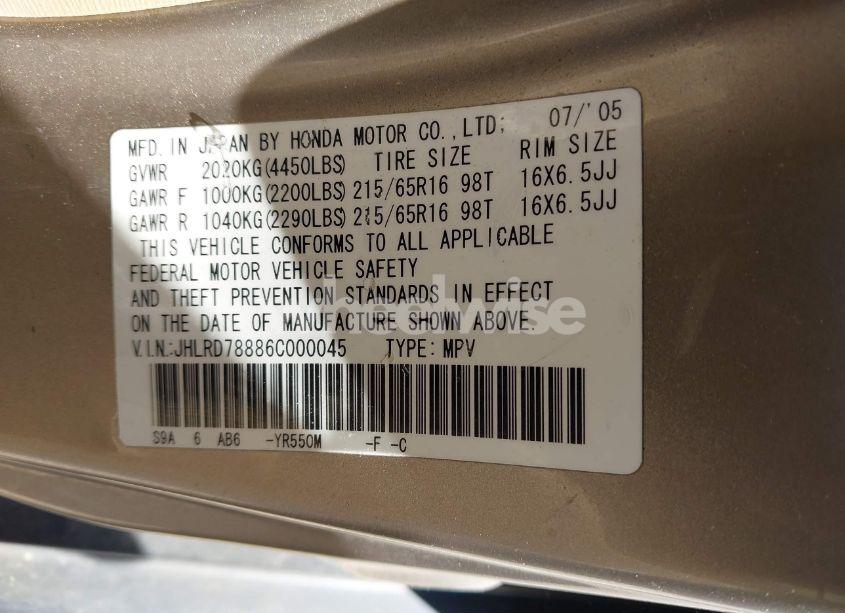 MFD. IN JAPAN BY HONDA MOTOR CO.,LTD; 07/'05
GVWR 2020KG(4450LBS) TIRE SIZE RIM SIZE
GAWR F 1000KG(2200LBS) 215/65R16 98T 16X6.5JJ
GAWR R 1040KG(2290LBS) 215/65R16 98T 16X6.5JJ
THIS VEHICLE CONFORMS TO ALL APPLICABLE
FEDERAL MOTOR VEHICLE SAFETY
AND THEFT PREVENTION STANDARDS IN EFFECT
ON THE DATE OF MANUFACTURE SHOWN ABOVE.
V.I.N.:JHLRD78886C000045 TYPE:MPV
S9A 6 AB6 -YR550M -F -C